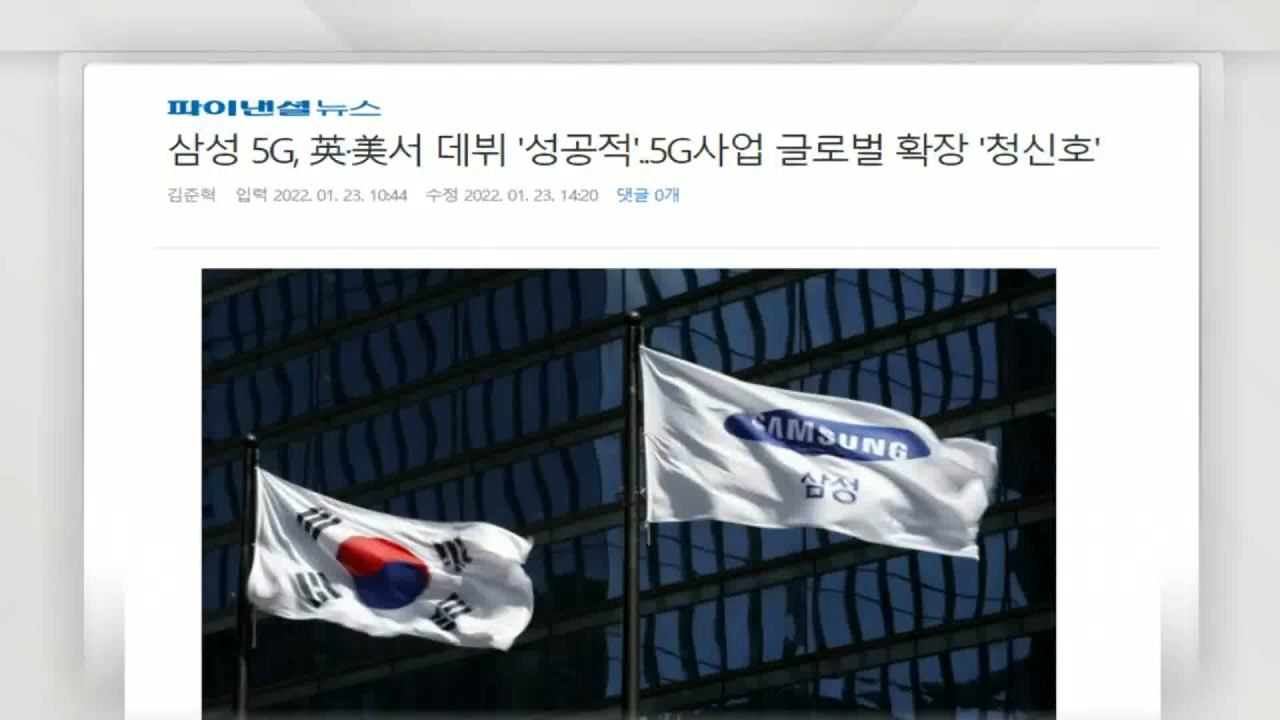 파이낸셜뉴스
삼성 5G, 英·美서 데뷔 '성공적'..5G사업 글로벌 확장 '청신호'
김준혁 입력 2022. 01. 23. 10:44 수정 2022. 01. 23. 14:20 댓글 0개
SAMSUNG
삼성